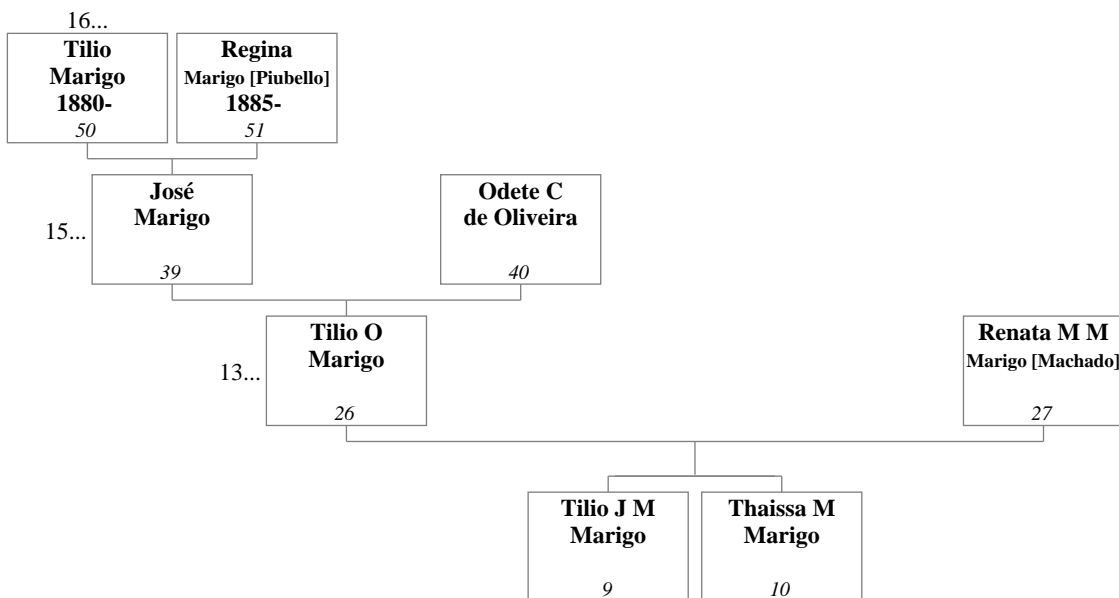 16...
Tilio
Marigo
1880-
50
Regina
Marigo [Piubello]
1885-
51
15...
José
Marigo
39
Odete C
de Oliveira
40
13...
Tilio O
Marigo
26
Renata M M
Marigo [Machado]
27
Tilio J M
Marigo
9
Thaissa M
Marigo
10